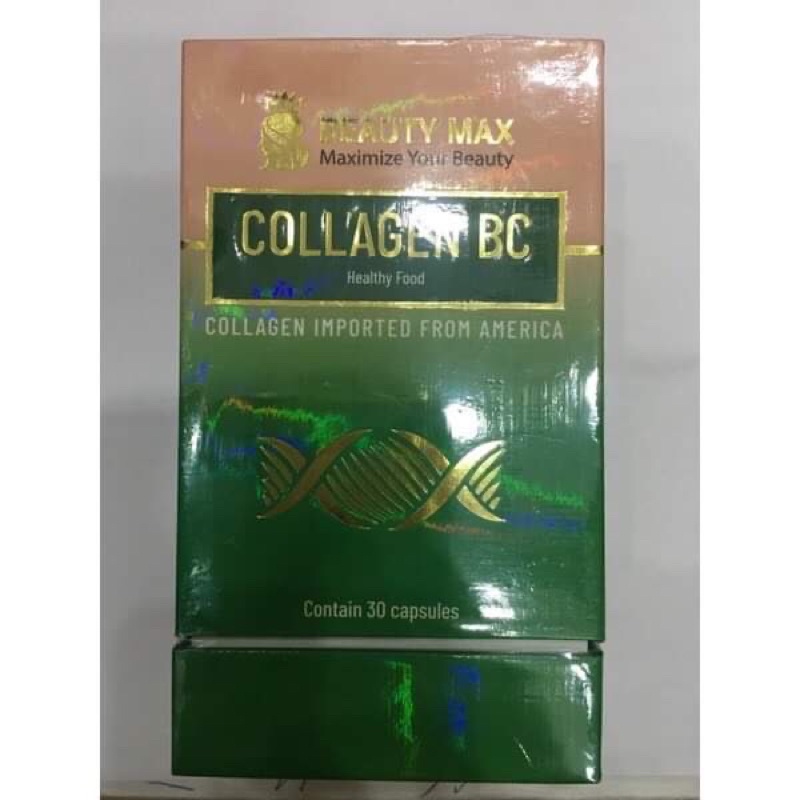 BEAUTY MAX
Maximize Your Beauty
COLLAGEN BC
Healthy Food
COLLAGEN IMPORTED FROM AMERICA
Contain 30 capsules